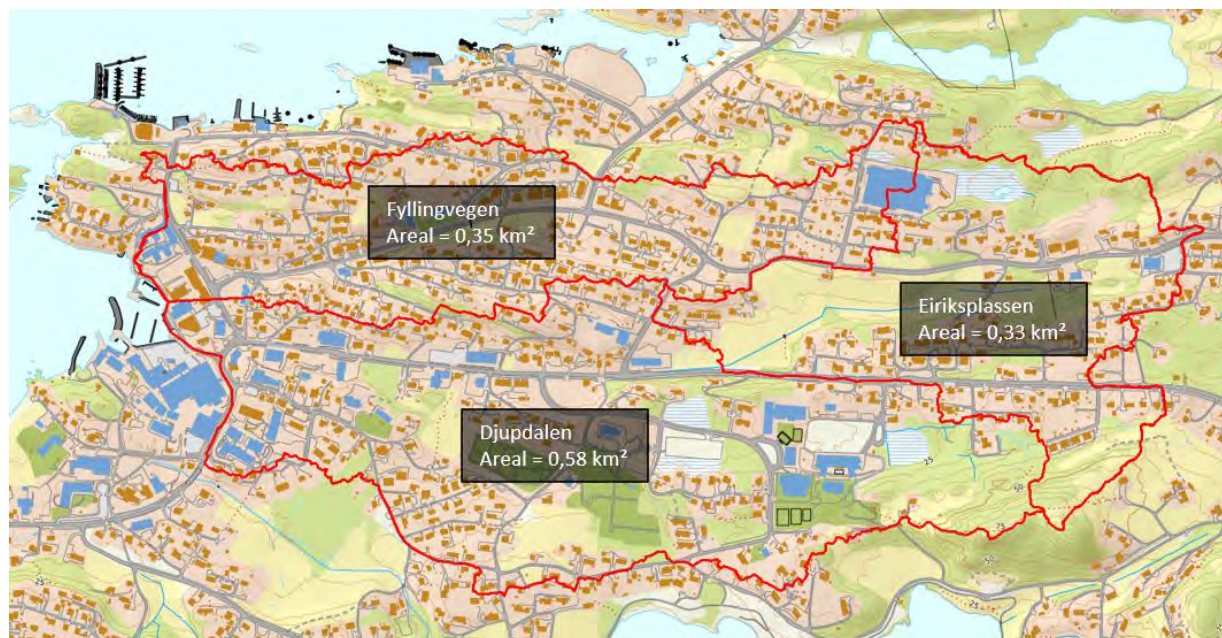 Fyllingvegen
Areal = 0,35 km²
Eiriksplassen
Areal = 0,33 km²
Djupdalen
Areal = 0,58 km²
25
50
75
50
25
25